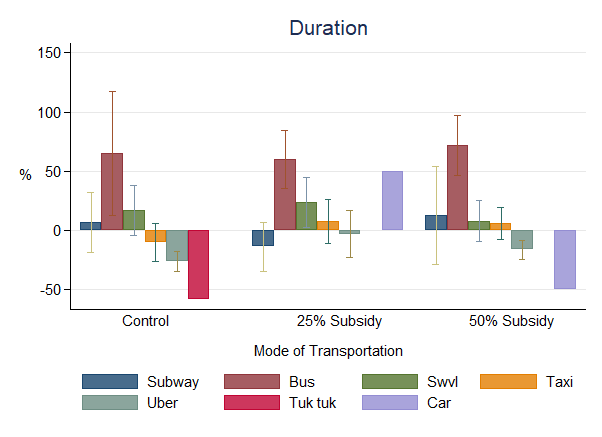 Duration
150
100
50
0
-50
%
Control 25% Subsidy 50% Subsidy
Mode of Transportation
Subway Bus Swvl Taxi
Uber Tuk tuk Car